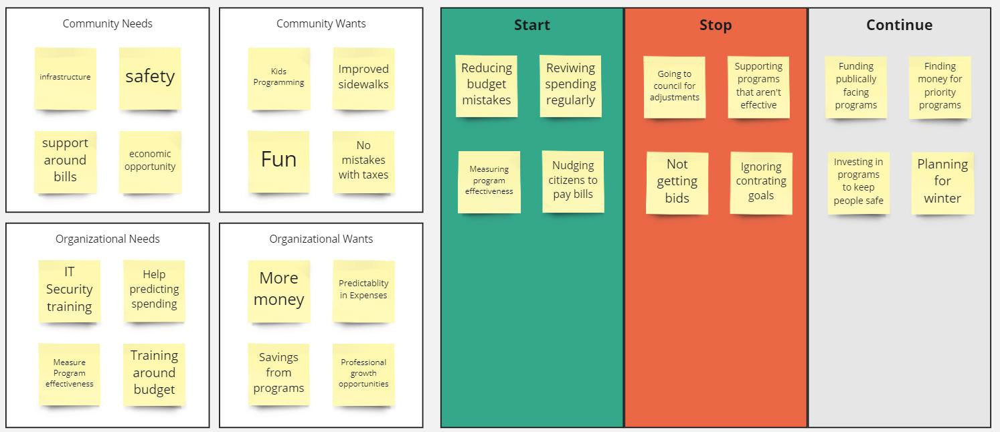 Community Needs
infrastructure
safety
support
around
bills
economic
opportunity
Community Wants
Kids
Programming
Improved
sidewalks
Fun
No
mistakes
with taxes
Organizational Needs
IT
Security
training
Help
predicting
spending
Measure
Program
effectiveness
Training
around
budget
Organizational Wants
More
money
Predictablity
in Expenses
Savings
from
programs
Professional
growth
opportunities
Start
Reducing
budget
mistakes
Reviwing
spending
regularly
Measuring
program
effectiveness
Nudging
citizens to
pay bills
Stop
Going to
council for
adjustments
Supporting
programs
that aren't
effective
Not
getting
bids
Ignoring
contrating
goals
Continue
Funding
publically
facing
programs
Finding
money for
priority
programs
Investing in
programs
to keep
people safe
Planning
for
winter